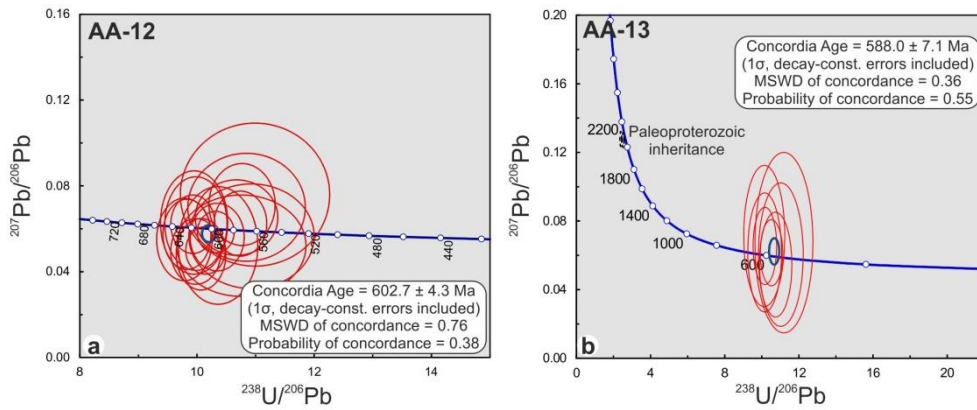 AA-12
Concordia Age = 602.7 ± 4.3 Ma
(1σ, decay-const. errors included)
MSWD of concordance = 0.76
Probability of concordance = 0.38
a
0.16
0.12
0.08
0.04
0.00
²⁰⁷Pb/²⁰⁶Pb
720
680
640
600
560
520
480
440
8
10
12
14
²³⁸U/²⁰⁶Pb
AA-13
Concordia Age = 588.0 ± 7.1 Ma
(1σ, decay-const. errors included)
MSWD of concordance = 0.36
Probability of concordance = 0.55
Paleoproterozoic
inheritance
b
0.20
0.16
0.12
0.08
0.04
0.00
²⁰⁷Pb/²⁰⁶Pb
2200
1800
1400
1000
600
0
4
8
12
16
20
²³⁸U/²⁰⁶Pb